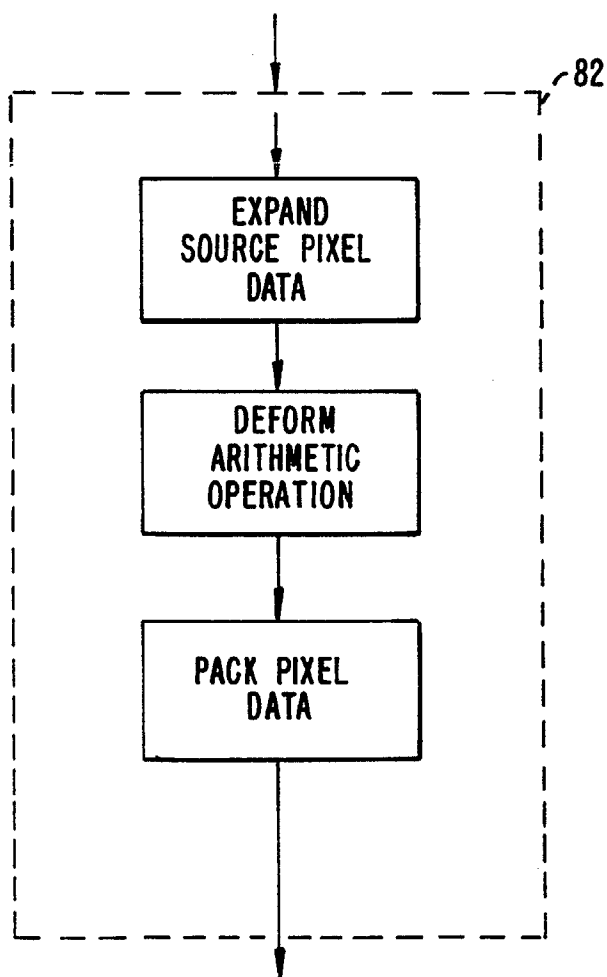 82
EXPAND
SOURCE PIXEL
DATA
DEFORM
ARITHMETIC
OPERATION
PACK PIXEL
DATA